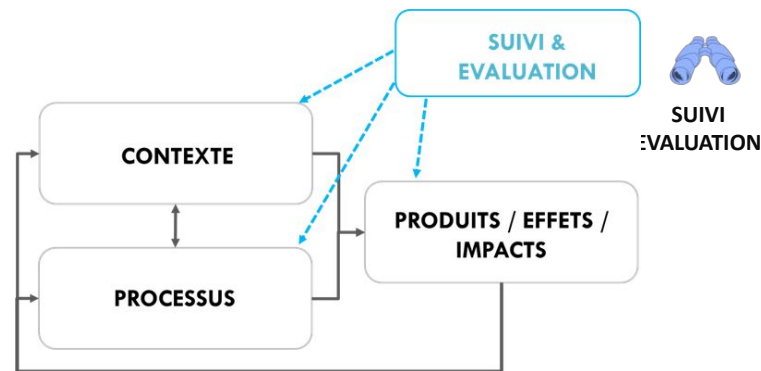 SUIVI &
EVALUATION
SUIVI
EVALUATION
CONTEXTE
PRODUITS / EFFETS /
IMPACTS
PROCESSUS